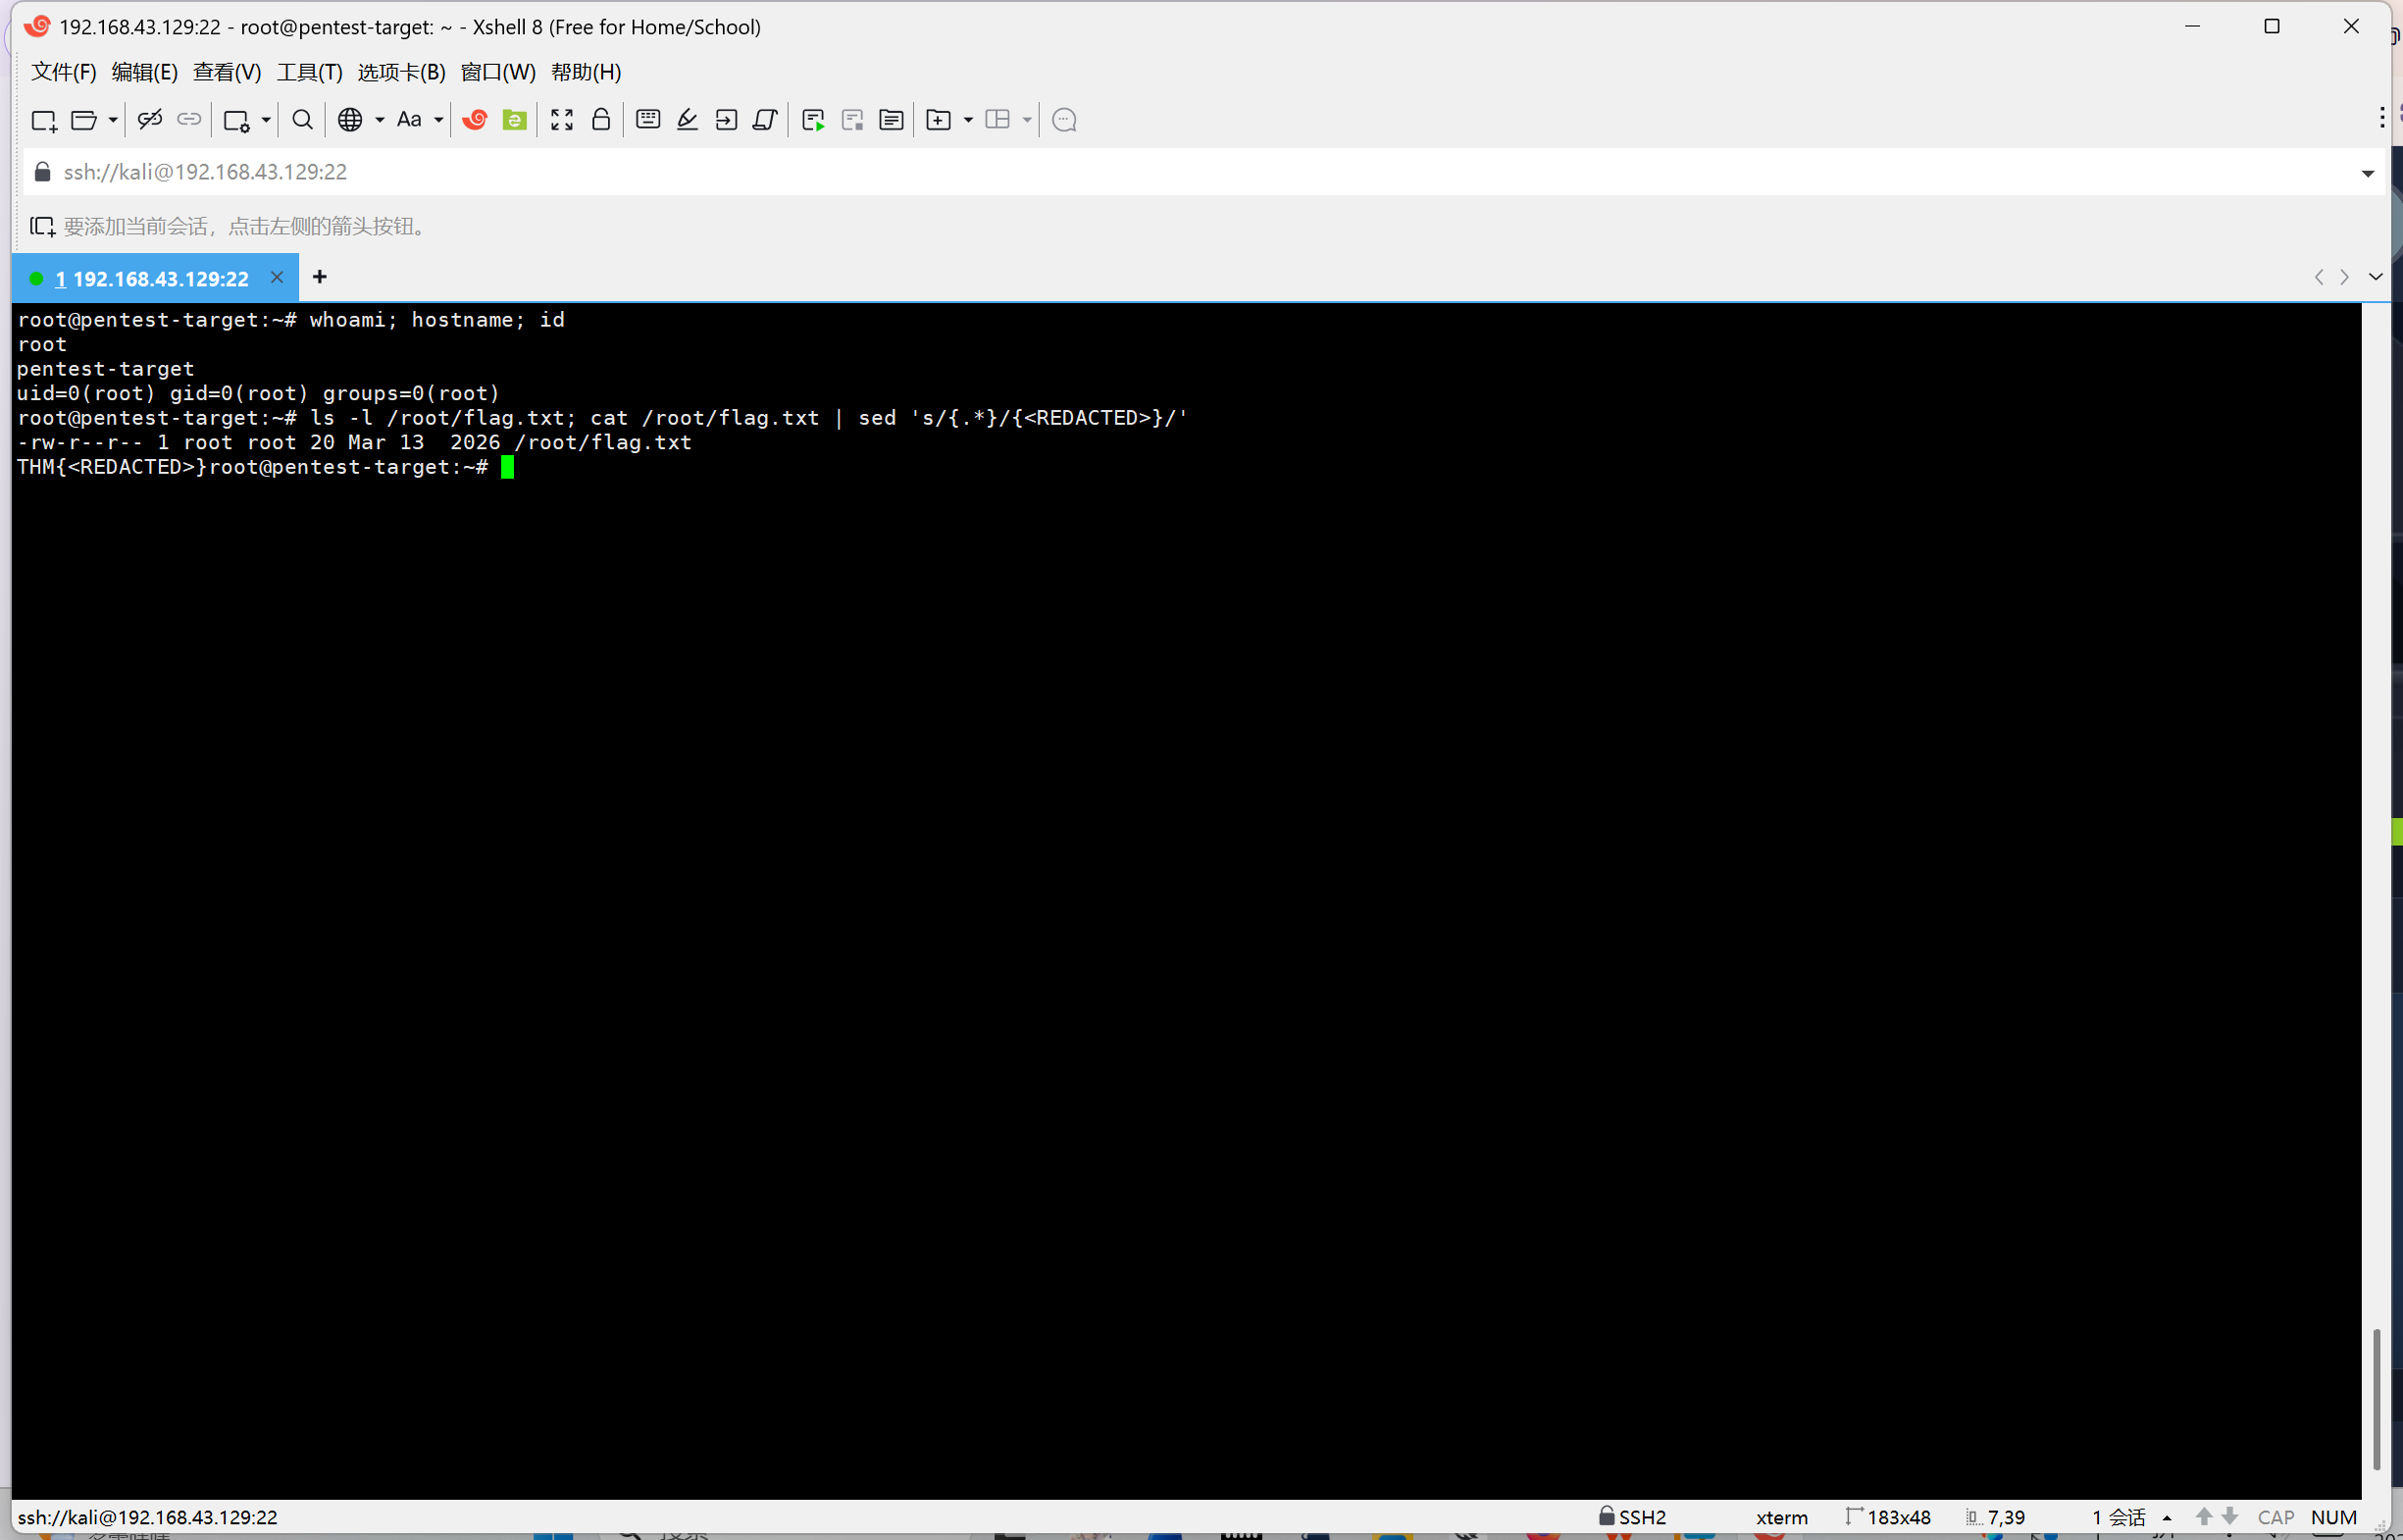 192.168.43.129:22 - root@pentest-target: ~ - Xshell 8 (Free for Home/School)
文件(F) 编辑(E) 查看(V) 工具(T) 选项卡(B) 窗口(W) 帮助(H)
Aa
ssh://kali@192.168.43.129:22
要添加当前会话，点击左侧的箭头按钮。
1 192.168.43.129:22
root@pentest-target:~# whoami; hostname; id
root
pentest-target
uid=0(root) gid=0(root) groups=0(root)
root@pentest-target:~# ls -l /root/flag.txt; cat /root/flag.txt | sed 's/{.*}/{<REDACTED>}/'
-rw-r--r-- 1 root root 20 Mar 13  2026 /root/flag.txt
THM{<REDACTED>}root@pentest-target:~#
ssh://kali@192.168.43.129:22 SSH2 xterm 183x48 7,39 1 会话 CAP NUM